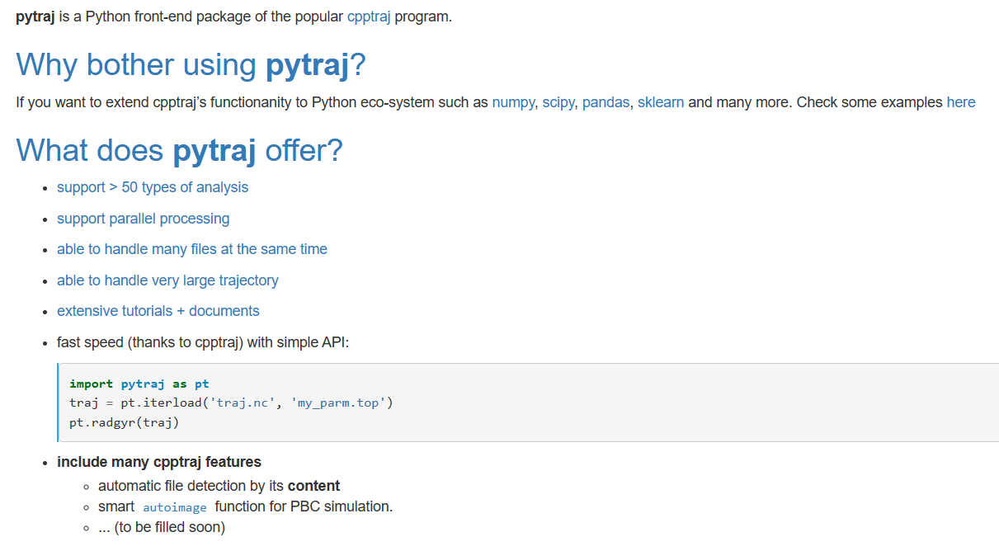 pytraj is a Python front-end package of the popular cpptraj program.
Why bother using pytraj?
If you want to extend cpptraj’s functionanity to Python eco-system such as numpy, scipy, pandas, sklearn and many more. Check some examples here
What does pytraj offer?
• support > 50 types of analysis
• support parallel processing
• able to handle many files at the same time
• able to handle very large trajectory
• extensive tutorials + documents
• fast speed (thanks to cpptraj) with simple API:
import pytraj as pt
traj = pt.iterload('traj.nc', 'my_parm.top')
pt.radgyr(traj)
• include many cpptraj features
◦ automatic file detection by its content
◦ smart autoimage function for PBC simulation.
◦ ... (to be filled soon)